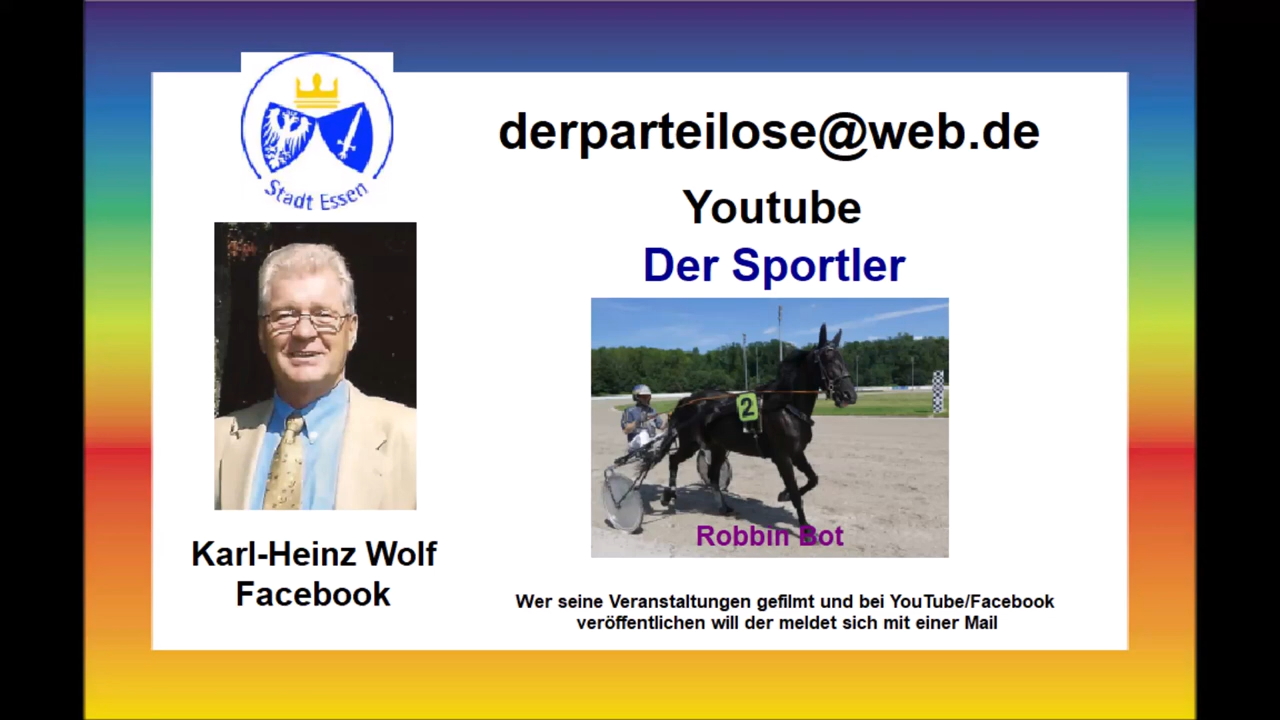 Stadt Essen
derparteilose@web.de
Youtube
Der Sportler
2
Robbin Bot
Karl-Heinz Wolf
Facebook
Wer seine Veranstaltungen gefilmt und bei YouTube/Facebook
veröffentlichen will der meldet sich mit einer Mail